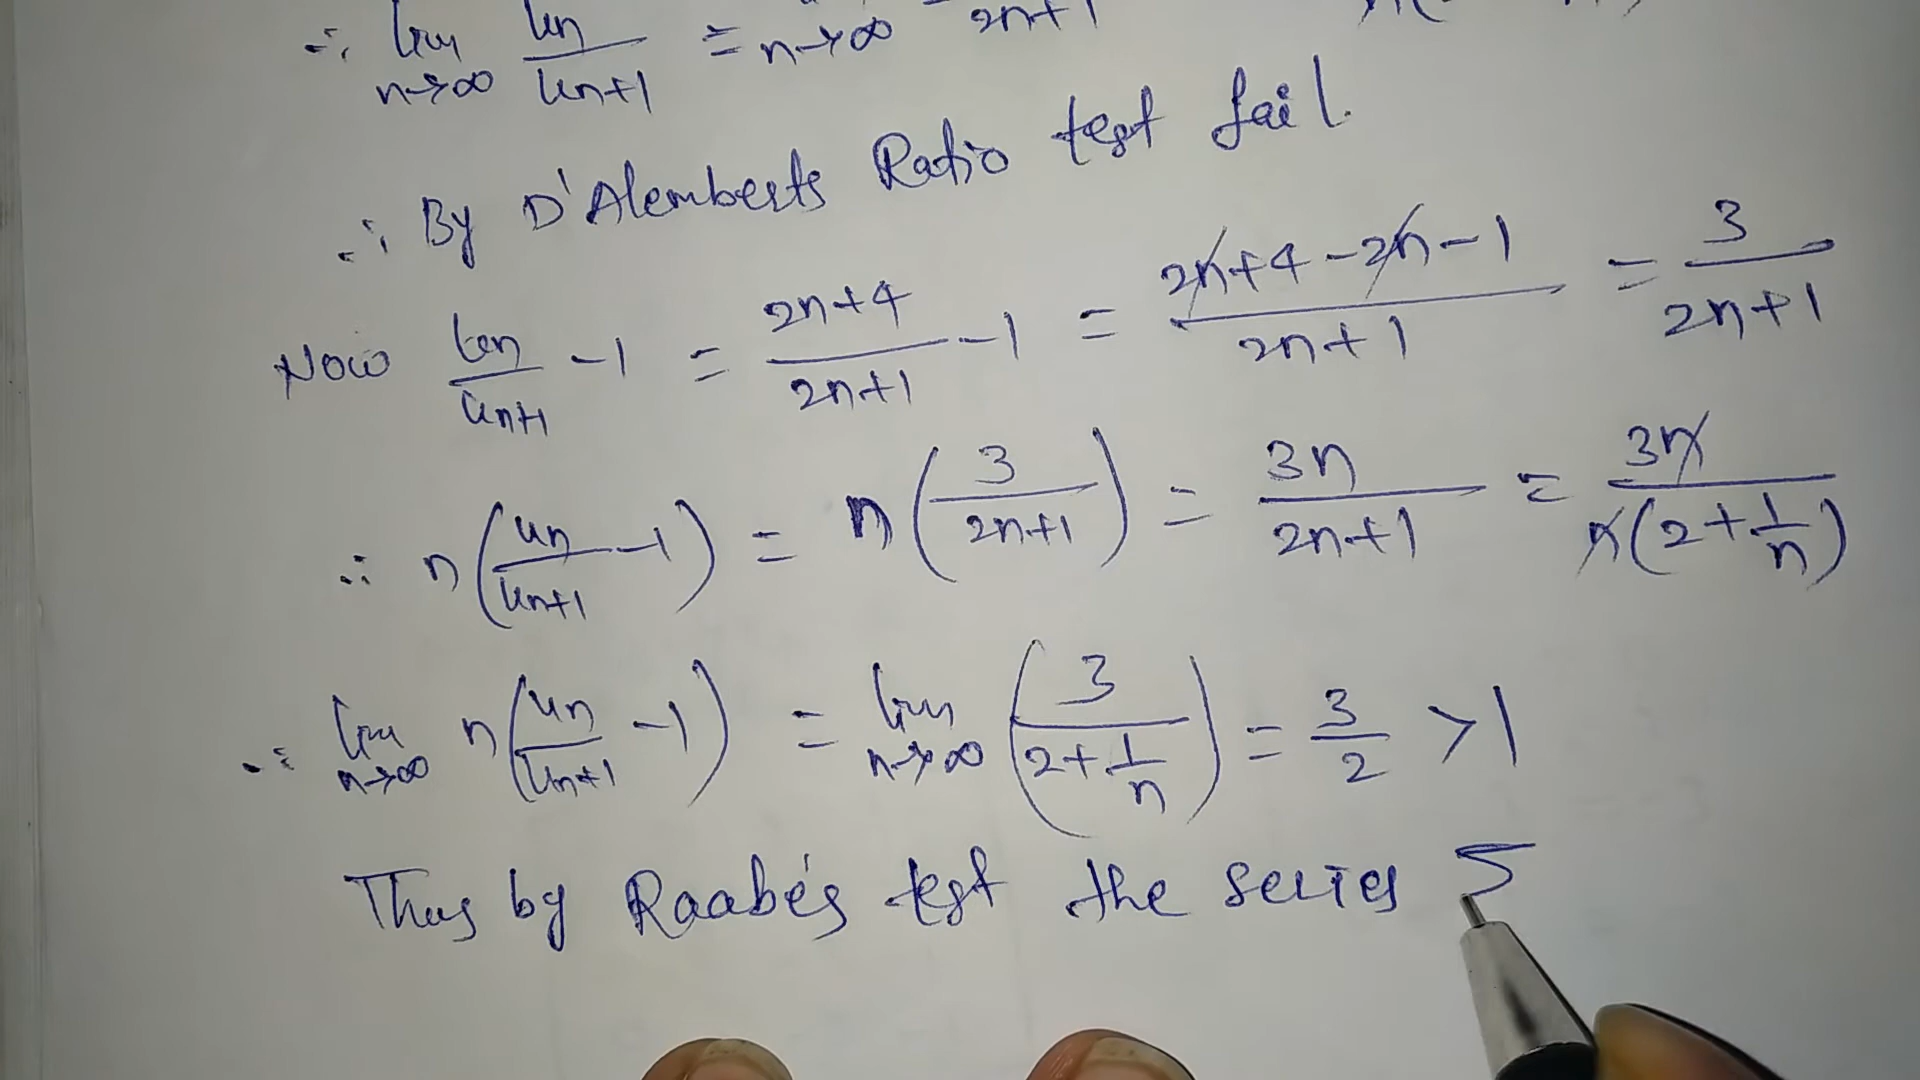 ∴ lim n→∞ un/un+1 = n→∞ 2n+1
∴ By D'Alemberts Ratio test fail.
Now un/un+1 - 1 = 2n+4/2n+1 - 1 = 2n+4-2n-1/2n+1 = 3/2n+1
∴ n(un/un+1 - 1) = n(3/2n+1) = 3n/2n+1 = 3n/n(2+1/n)
∴ lim n→∞ n(un/un+1 - 1) = lim n→∞ (3/2+1/n) = 3/2 > 1
Thus by Raabe's test the series